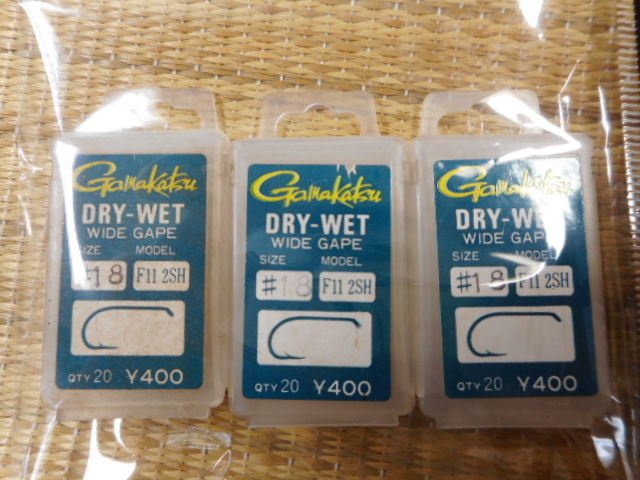 Gamakatsu
DRY-WET
WIDE GAPE
SIZE MODEL
#18 F11 2SH
QTY 20 ¥400
Gamakatsu
DRY-WET
WIDE GAPE
SIZE MODEL
#18 F11 2SH
QTY 20 ¥400
Gamakatsu
DRY-WET
WIDE GAPE
SIZE MODEL
#18 F11 2SH
QTY 20 ¥400